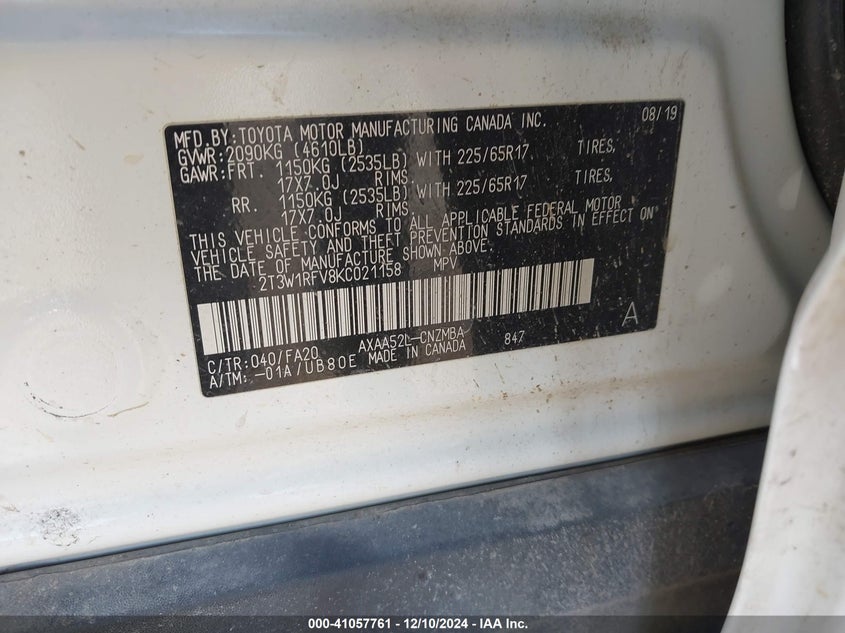 08/19
MFD.BY:TOYOTA MOTOR MANUFACTURING CANADA INC.
GVWR:2090KG (4610LB)
GAWR:FRT. 1150KG (2535LB) WITH 225/65R17 TIRES,
17X7.0J RIMS,
RR. 1150KG (2535LB) WITH 225/65R17 TIRES,
17X7.0J RIMS,
THIS VEHICLE CONFORMS TO ALL APPLICABLE FEDERAL MOTOR
VEHICLE SAFETY AND THEFT PREVENTION STANDARDS IN EFFECT ON
THE DATE OF MANUFACTURE SHOWN ABOVE.
2T3W1RFV8KC021158 MPV
A
C/TR:040/FA20 AXAA52L-CNZMBA 847
A/TM:-01A/UB80E MADE IN CANADA
000-41057761 - 12/10/2024 - IAA Inc.